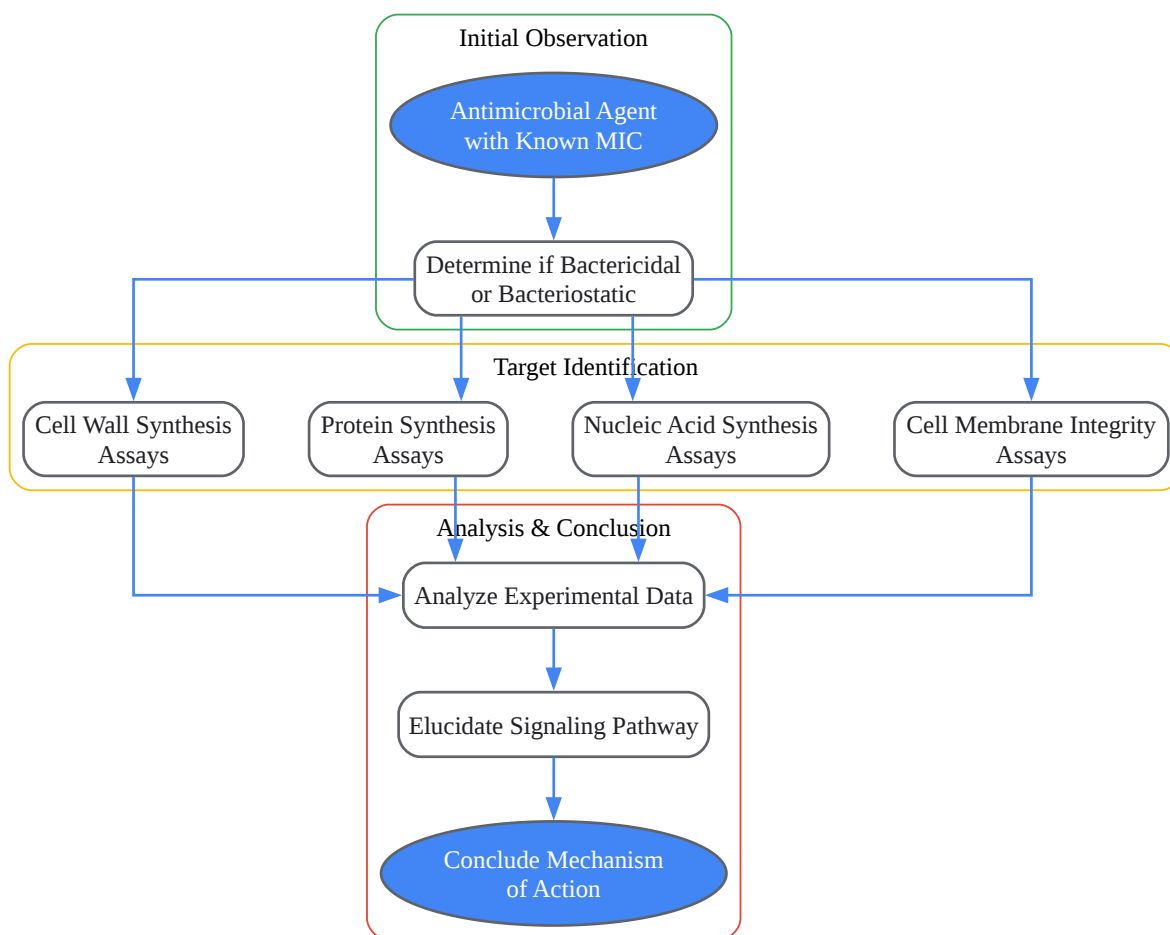 Initial Observation
Antimicrobial Agent
with Known MIC
Determine if Bactericidal
or Bacteriostatic
Target Identification
Cell Wall Synthesis
Assays
Protein Synthesis
Assays
Nucleic Acid Synthesis
Assays
Cell Membrane Integrity
Assays
Analysis & Conclusion
Analyze Experimental Data
Elucidate Signaling Pathway
Conclude Mechanism
of Action